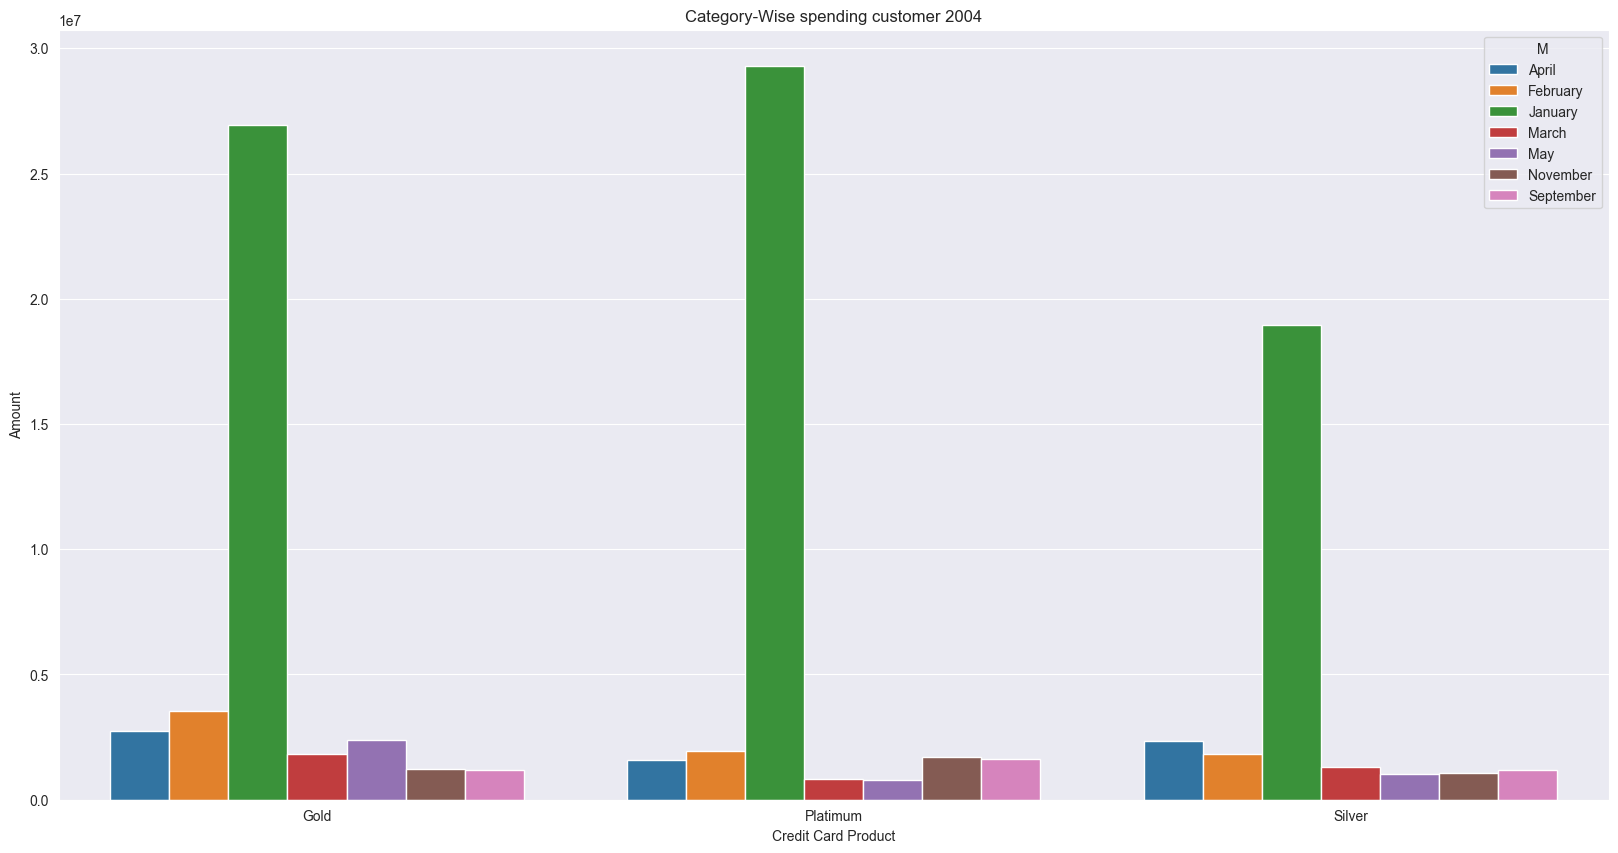 Category-Wise spending customer 2004
1e7
3.0
2.5
2.0
1.5
1.0
0.5
0.0
Amount
M
April
February
January
March
May
November
September
Gold
Platimum
Silver
Credit Card Product